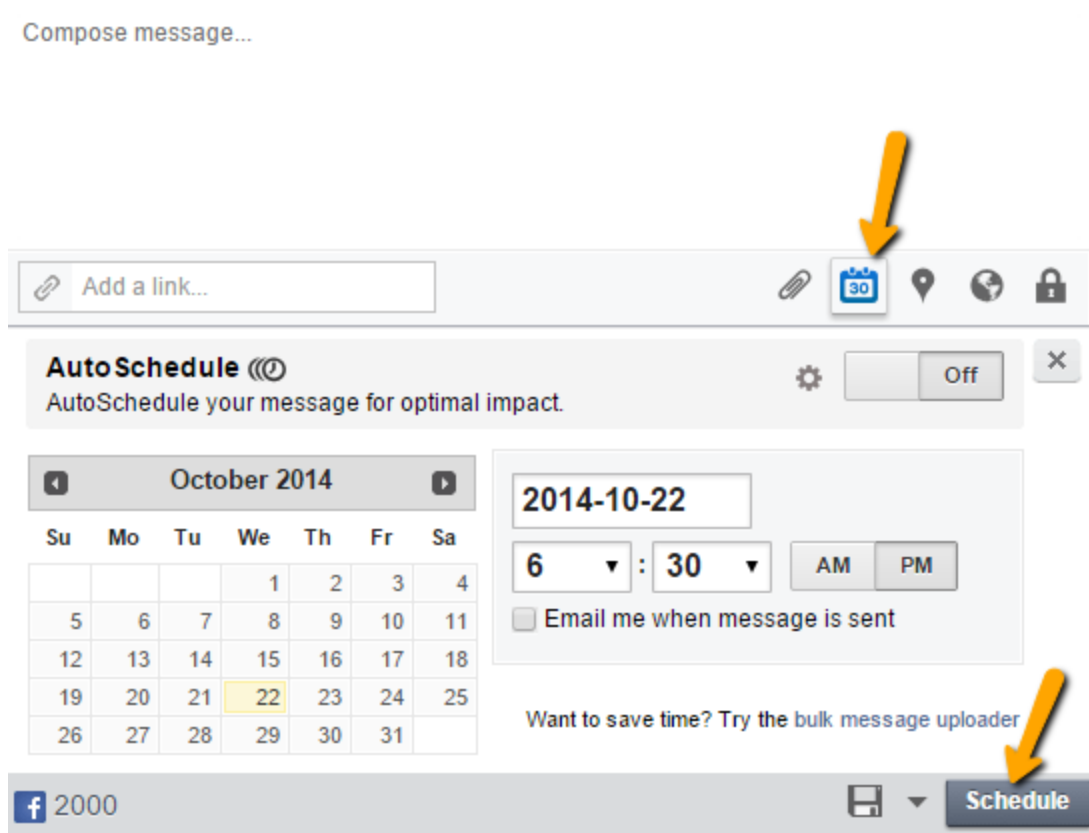 Compose message...
Add a link...
30
AutoSchedule
Off
AutoSchedule your message for optimal impact.
October 2014
Su Mo Tu We Th Fr Sa
1 2 3 4
5 6 7 8 9 10 11
12 13 14 15 16 17 18
19 20 21 22 23 24 25
26 27 28 29 30 31
2014-10-22
6 : 30 AM PM
Email me when message is sent
Want to save time? Try the bulk message uploader
f 2000
Schedule